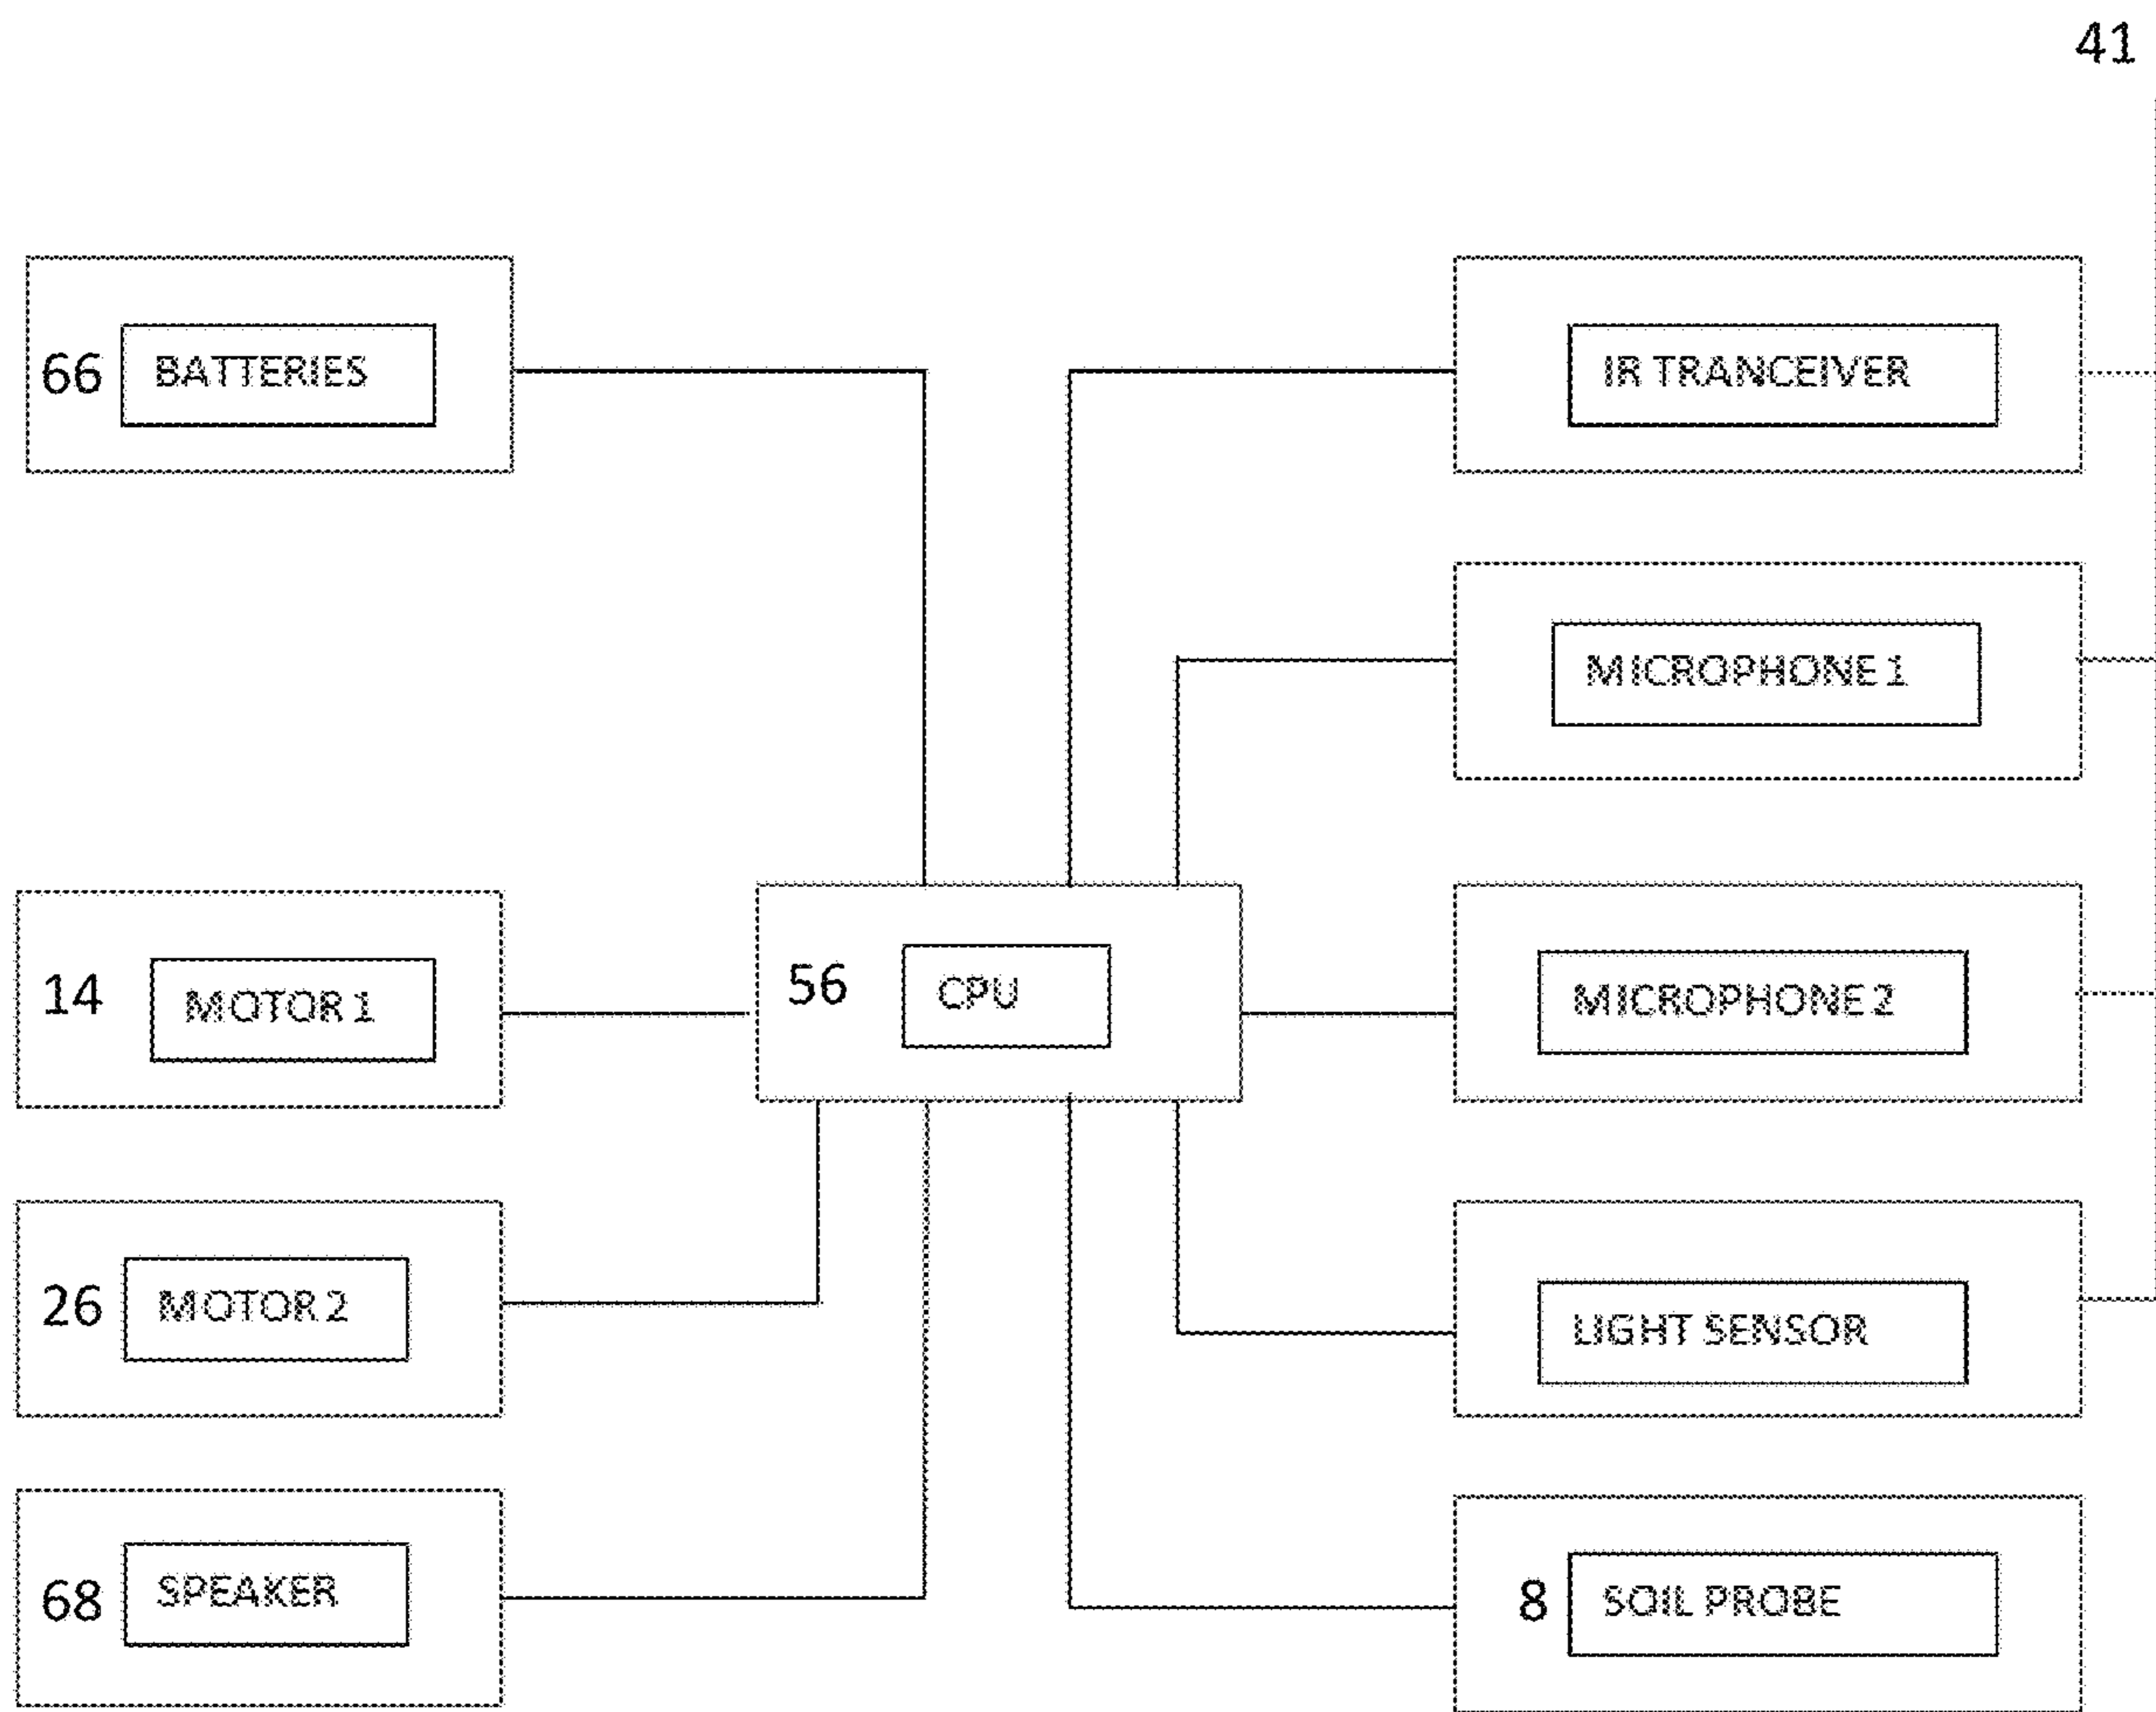 41
66 BATTERIES
IR TRANCEIVER
MICROPHONE 1
14 MOTOR 1
56 CPU
MICROPHONE 2
26 MOTOR 2
LIGHT SENSOR
68 SPEAKER
8 SOIL PROBE